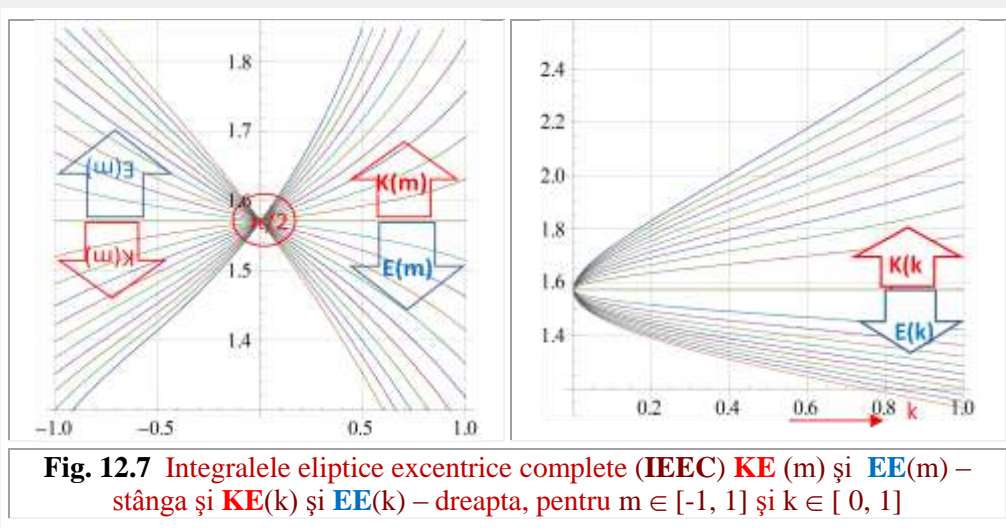 1.8
1.7
1.6
1.5
1.4
−1.0 −0.5 0.5 1.0
E(m)
K(m)
π/2
K(m)
E(m)
2.4
2.2
2.0
1.8
1.6
1.4
0.2 0.4 0.6 0.8 1.0
k
K(k
E(k)
Fig. 12.7 Integralele eliptice excentrice complete (IEEC) KE (m) şi EE(m) –
stânga şi KE(k) şi EE(k) – dreapta, pentru m ∈ [-1, 1] şi k ∈ [ 0, 1]